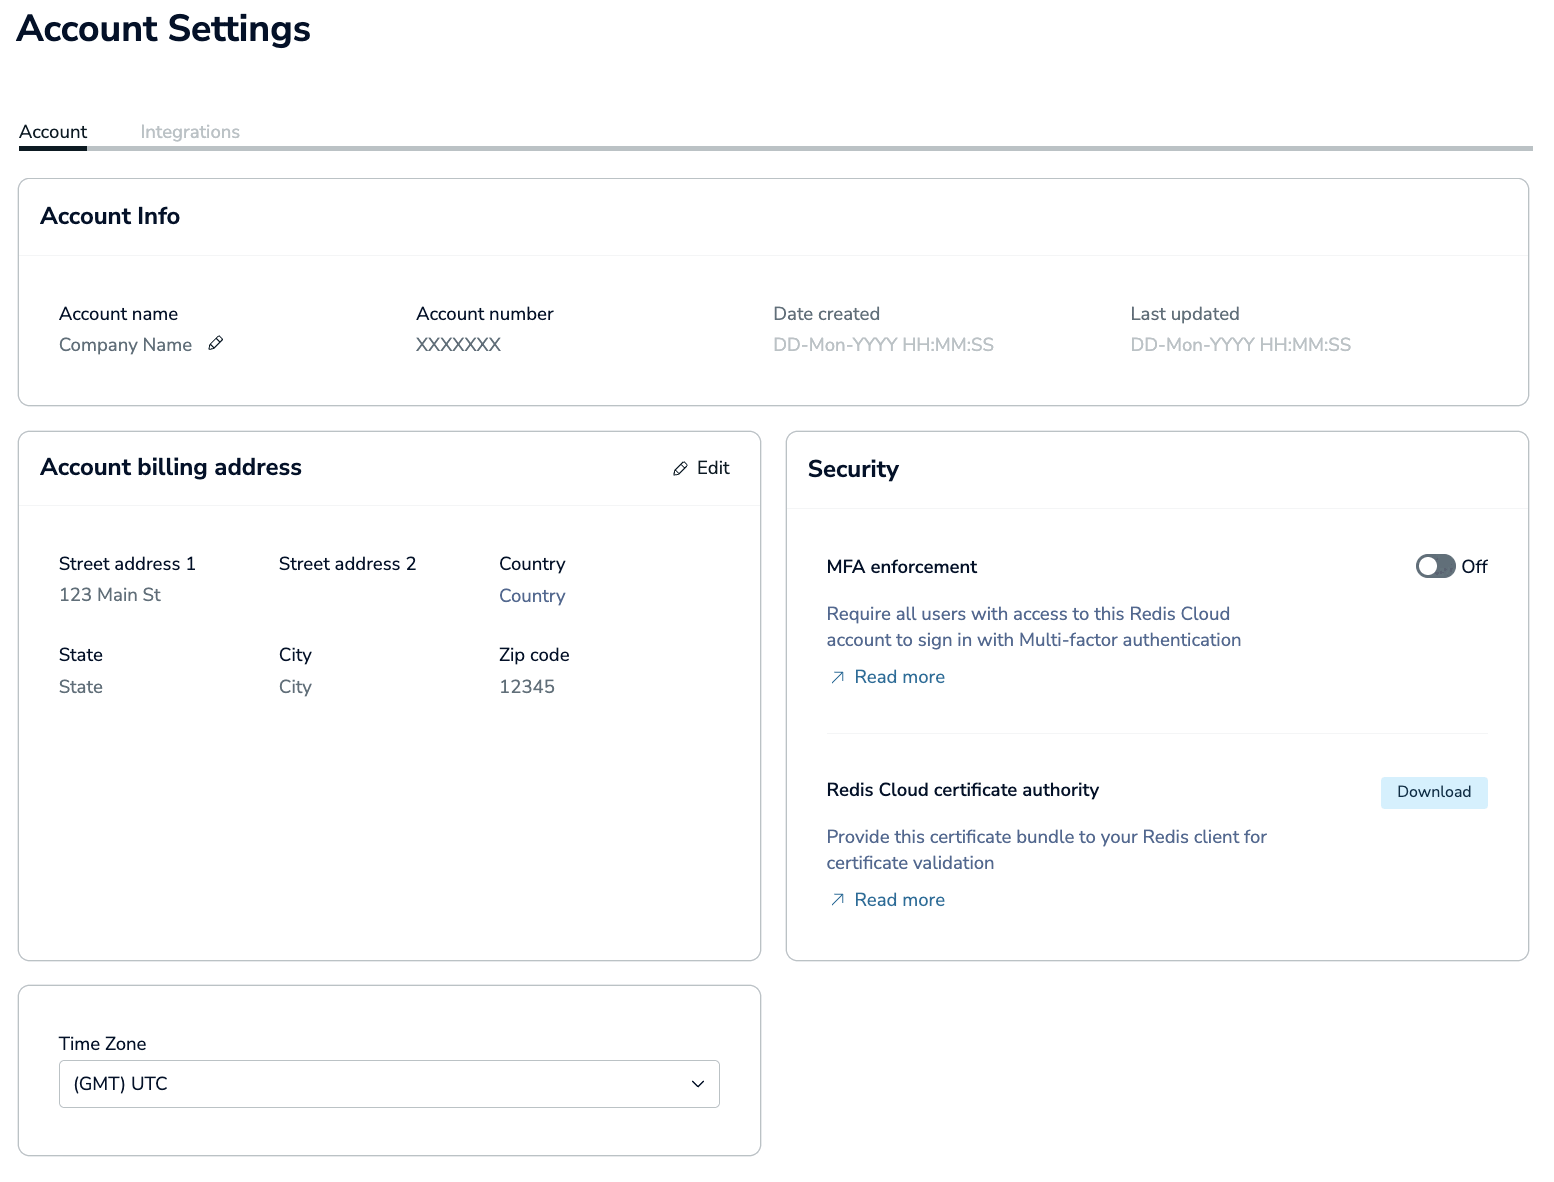 Account Settings
Account
Integrations
Account Info
Account name
Company Name
Account number
XXXXXXX
Date created
DD-Mon-YYYY HH:MM:SS
Last updated
DD-Mon-YYYY HH:MM:SS
Account billing address
Edit
Street address 1
123 Main St
Street address 2
Country
Country
State
State
City
City
Zip code
12345
Security
MFA enforcement
Off
Require all users with access to this Redis Cloud
account to sign in with Multi-factor authentication
Read more
Redis Cloud certificate authority
Download
Provide this certificate bundle to your Redis client for
certificate validation
Read more
Time Zone
(GMT) UTC